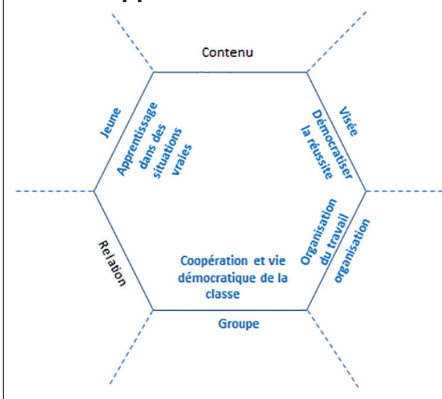 Contenu
Jeune
Apprentissage
dans des
situations
vraies
Visée
Démocratiser
la réussite
Relation
Coopération et vie
démocratique de la
classe
Organisation
du travail
organisation
Groupe